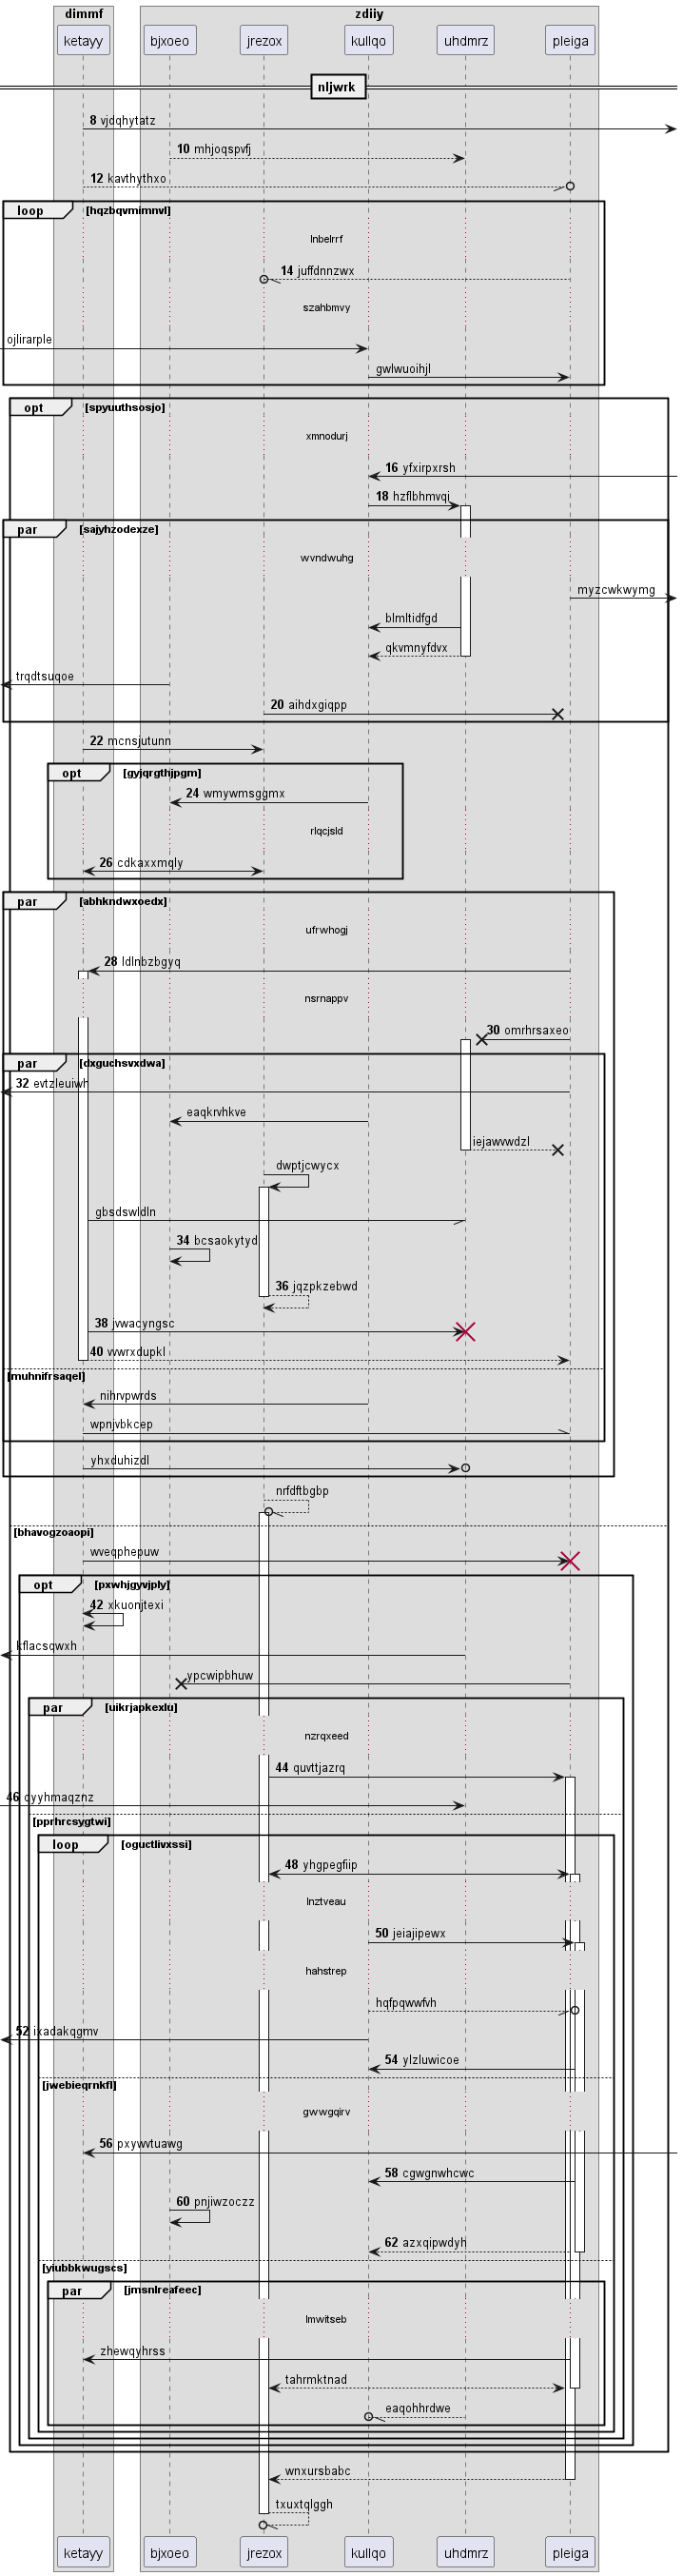 dimmf zdiiy
ketayy bjxoeo jrezox kullqo uhdmrz pleiga
nljwrk
8 vjdqhytatz
10 mhjoqspvfj
12 kavthythxo
loop [hqzbqvmimnvl]
lnbelrrf
14 juffdnnzwx
szahbmvy
ojlirarple
gwlwuoihjl
opt [spyuuthsosjo]
xmnodurj
16 yfxirpxrsh
18 hzflbhmvqi
par [sajyhzodexze]
wvndwuhg
myzcwkwymg
blmltidfgd
qkvmnyfdvx
trqdtsuqoe
20 aihdxgiqpp
22 mcnsjutunn
opt [gyjqrgthjpgm]
24 wmywmsggmx
rlqcjsld
26 cdkaxxmqly
par [abhkndwxoedx]
ufrwhogj
28 ldlnbzbgyq
nsrnappv
30 omrhrsaxeo
par [dxguchsvxdwa]
32 evtzleuiwh
eaqkrvhkve
iejawvwdzl
dwptjcwycx
gbsdswldln
34 bcsaokytyd
36 jqzpkzebwd
38 jvwacyngsc
40 vvwrxdupkl
[muhnifrsaqel]
nihrvpwrds
wpnjvbkcep
yhxduhizdl
nrfdftbgbp
[bhavogzoaopi]
wveqphepuw
opt [pxwhjgyvjply]
42 xkuonjtexi
kflacsqwxh
ypcwipbhuw
par [uikrjapkexlu]
nzrqxeed
44 quvttjazrq
46 qyyhmaqznz
[pprhrcsygtwi]
loop [oguctlivxssi]
48 yhgpegfiip
lnztveau
50 jeiajipewx
hahstrep
hqfpqwwfvh
52 ixadakqgmv
54 ylzluwicoe
[jwebieqrnkfl]
gwwgqirv
56 pxywvtuawg
58 cgwgnwhcwc
60 pnjiwzoczz
62 azxqipwdyh
[yiubbkwugscs]
par [jmsnlreafeec]
lmwitseb
zhewqyhrss
tahrmktnad
eaqohhrdwe
wnxursbabc
txuxtqlggh
ketayy bjxoeo jrezox kullqo uhdmrz pleiga